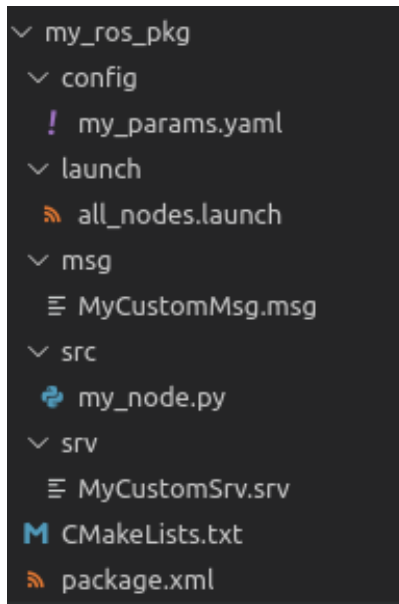 my_ros_pkg
config
my_params.yaml
launch
all_nodes.launch
msg
MyCustomMsg.msg
src
my_node.py
srv
MyCustomSrv.srv
CMakeLists.txt
package.xml